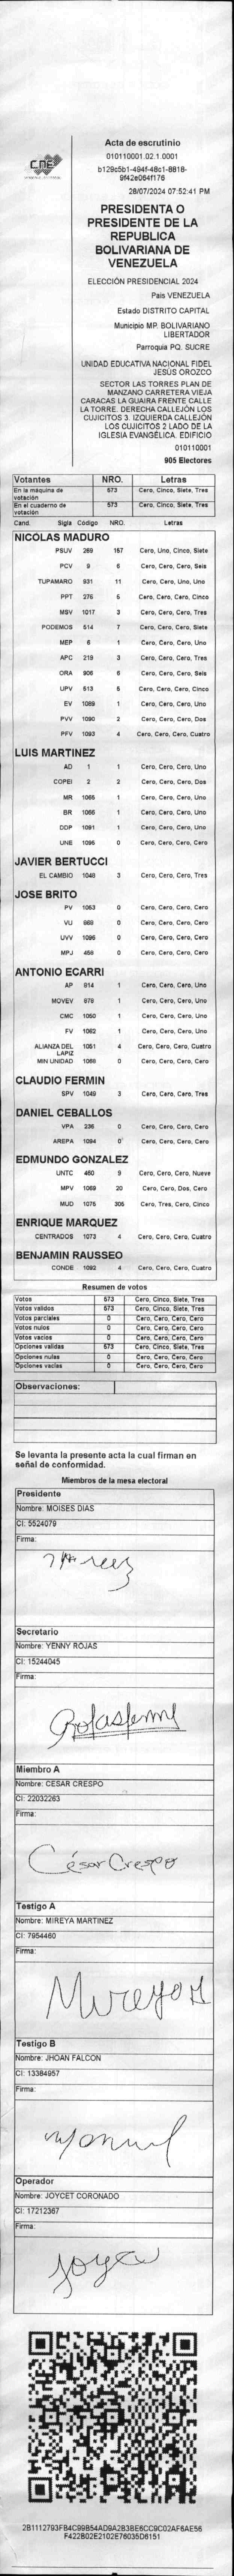 CNE
Acta de escrutinio
010110001.02.1.0001
b129c5b1-494f-48c1-8818-
9f42e064f176
28/07/2024 07:52:41 PM
PRESIDENTA O
PRESIDENTE DE LA
REPUBLICA
BOLIVARIANA DE
VENEZUELA
ELECCIÓN PRESIDENCIAL 2024
País VENEZUELA
Estado DISTRITO CAPITAL
Municipio MP. BOLIVARIANO
LIBERTADOR
Parroquia PQ. SUCRE
UNIDAD EDUCATIVA NACIONAL FIDEL
JESÚS OROZCO
SECTOR LAS TORRES PLAN DE
MANZANO CARRETERA VIEJA
CARACAS LA GUAIRA FRENTE CALLE
LA TORRE. DERECHA CALLEJÓN LOS
CUJICITOS 3. IZQUIERDA CALLEJÓN
LOS CUJICITOS 2 LADO DE LA
IGLESIA EVANGÉLICA. EDIFICIO
010110001
905 Electores
Votantes NRO. Letras
En la máquina de votación 573 Cero, Cinco, Siete, Tres
En el cuaderno de votación 573 Cero, Cinco, Siete, Tres
Cand. Sigla Código NRO. Letras
NICOLAS MADURO
PSUV 269 157 Cero, Uno, Cinco, Siete
PCV 9 6 Cero, Cero, Cero, Seis
TUPAMARO 931 11 Cero, Cero, Uno, Uno
PPT 276 5 Cero, Cero, Cero, Cinco
MSV 1017 3 Cero, Cero, Cero, Tres
PODEMOS 514 7 Cero, Cero, Cero, Siete
MEP 6 1 Cero, Cero, Cero, Uno
APC 219 3 Cero, Cero, Cero, Tres
ORA 906 6 Cero, Cero, Cero, Seis
UPV 513 5 Cero, Cero, Cero, Cinco
EV 1089 1 Cero, Cero, Cero, Uno
PVV 1090 2 Cero, Cero, Cero, Dos
PFV 1093 4 Cero, Cero, Cero, Cuatro
LUIS MARTINEZ
AD 1 1 Cero, Cero, Cero, Uno
COPEI 2 2 Cero, Cero, Cero, Dos
MR 1065 1 Cero, Cero, Cero, Uno
BR 1066 1 Cero, Cero, Cero, Uno
DDP 1091 1 Cero, Cero, Cero, Uno
UNE 1095 0 Cero, Cero, Cero, Cero
JAVIER BERTUCCI
EL CAMBIO 1048 3 Cero, Cero, Cero, Tres
JOSE BRITO
PV 1053 0 Cero, Cero, Cero, Cero
VU 868 0 Cero, Cero, Cero, Cero
UVV 1096 0 Cero, Cero, Cero, Cero
MPJ 458 0 Cero, Cero, Cero, Cero
ANTONIO ECARRI
AP 914 1 Cero, Cero, Cero, Uno
MOVEV 679 1 Cero, Cero, Cero, Uno
CMC 1050 1 Cero, Cero, Cero, Uno
FV 1062 1 Cero, Cero, Cero, Uno
ALIANZA DEL LAPIZ 1051 4 Cero, Cero, Cero, Cuatro
MIN UNIDAD 1086 0 Cero, Cero, Cero, Cero
CLAUDIO FERMIN
SPV 1049 3 Cero, Cero, Cero, Tres
DANIEL CEBALLOS
VPA 236 0 Cero, Cero, Cero, Cero
AREPA 1094 0 Cero, Cero, Cero, Cero
EDMUNDO GONZALEZ
UNTC 460 9 Cero, Cero, Cero, Nueve
MPV 1069 20 Cero, Cero, Dos, Cero
MUD 1075 305 Cero, Tres, Cero, Cinco
ENRIQUE MARQUEZ
CENTRADOS 1073 4 Cero, Cero, Cero, Cuatro
BENJAMIN RAUSSEO
CONDE 1092 4 Cero, Cero, Cero, Cuatro
Resumen de votos
Votos 573 Cero, Cinco, Siete, Tres
Votos validos 573 Cero, Cinco, Siete, Tres
Votos parciales 0 Cero, Cero, Cero, Cero
Votos nulos 0 Cero, Cero, Cero, Cero
Votos vacios 0 Cero, Cero, Cero, Cero
Opciones validas 573 Cero, Cinco, Siete, Tres
Opciones nulas 0 Cero, Cero, Cero, Cero
Opciones vacias 0 Cero, Cero, Cero, Cero
Observaciones:
Se levanta la presente acta la cual firman en
señal de conformidad.
Miembros de la mesa electoral
Presidente
Nombre: MOISES DIAS
CI: 5524079
Firma:
Secretario
Nombre: YENNY ROJAS
CI: 15244045
Firma:
Miembro A
Nombre: CESAR CRESPO
CI: 22032263
Firma:
César Crespo
Testigo A
Nombre: MIREYA MARTINEZ
CI: 7954460
Firma:
Testigo B
Nombre: JHOAN FALCON
CI: 13384957
Firma:
Operador
Nombre: JOYCET CORONADO
CI: 17212367
Firma:
2B1112793FB4C99B54AD9A2B3BE6CC9C02AF6AE56
F422B02E2102E76035D6151